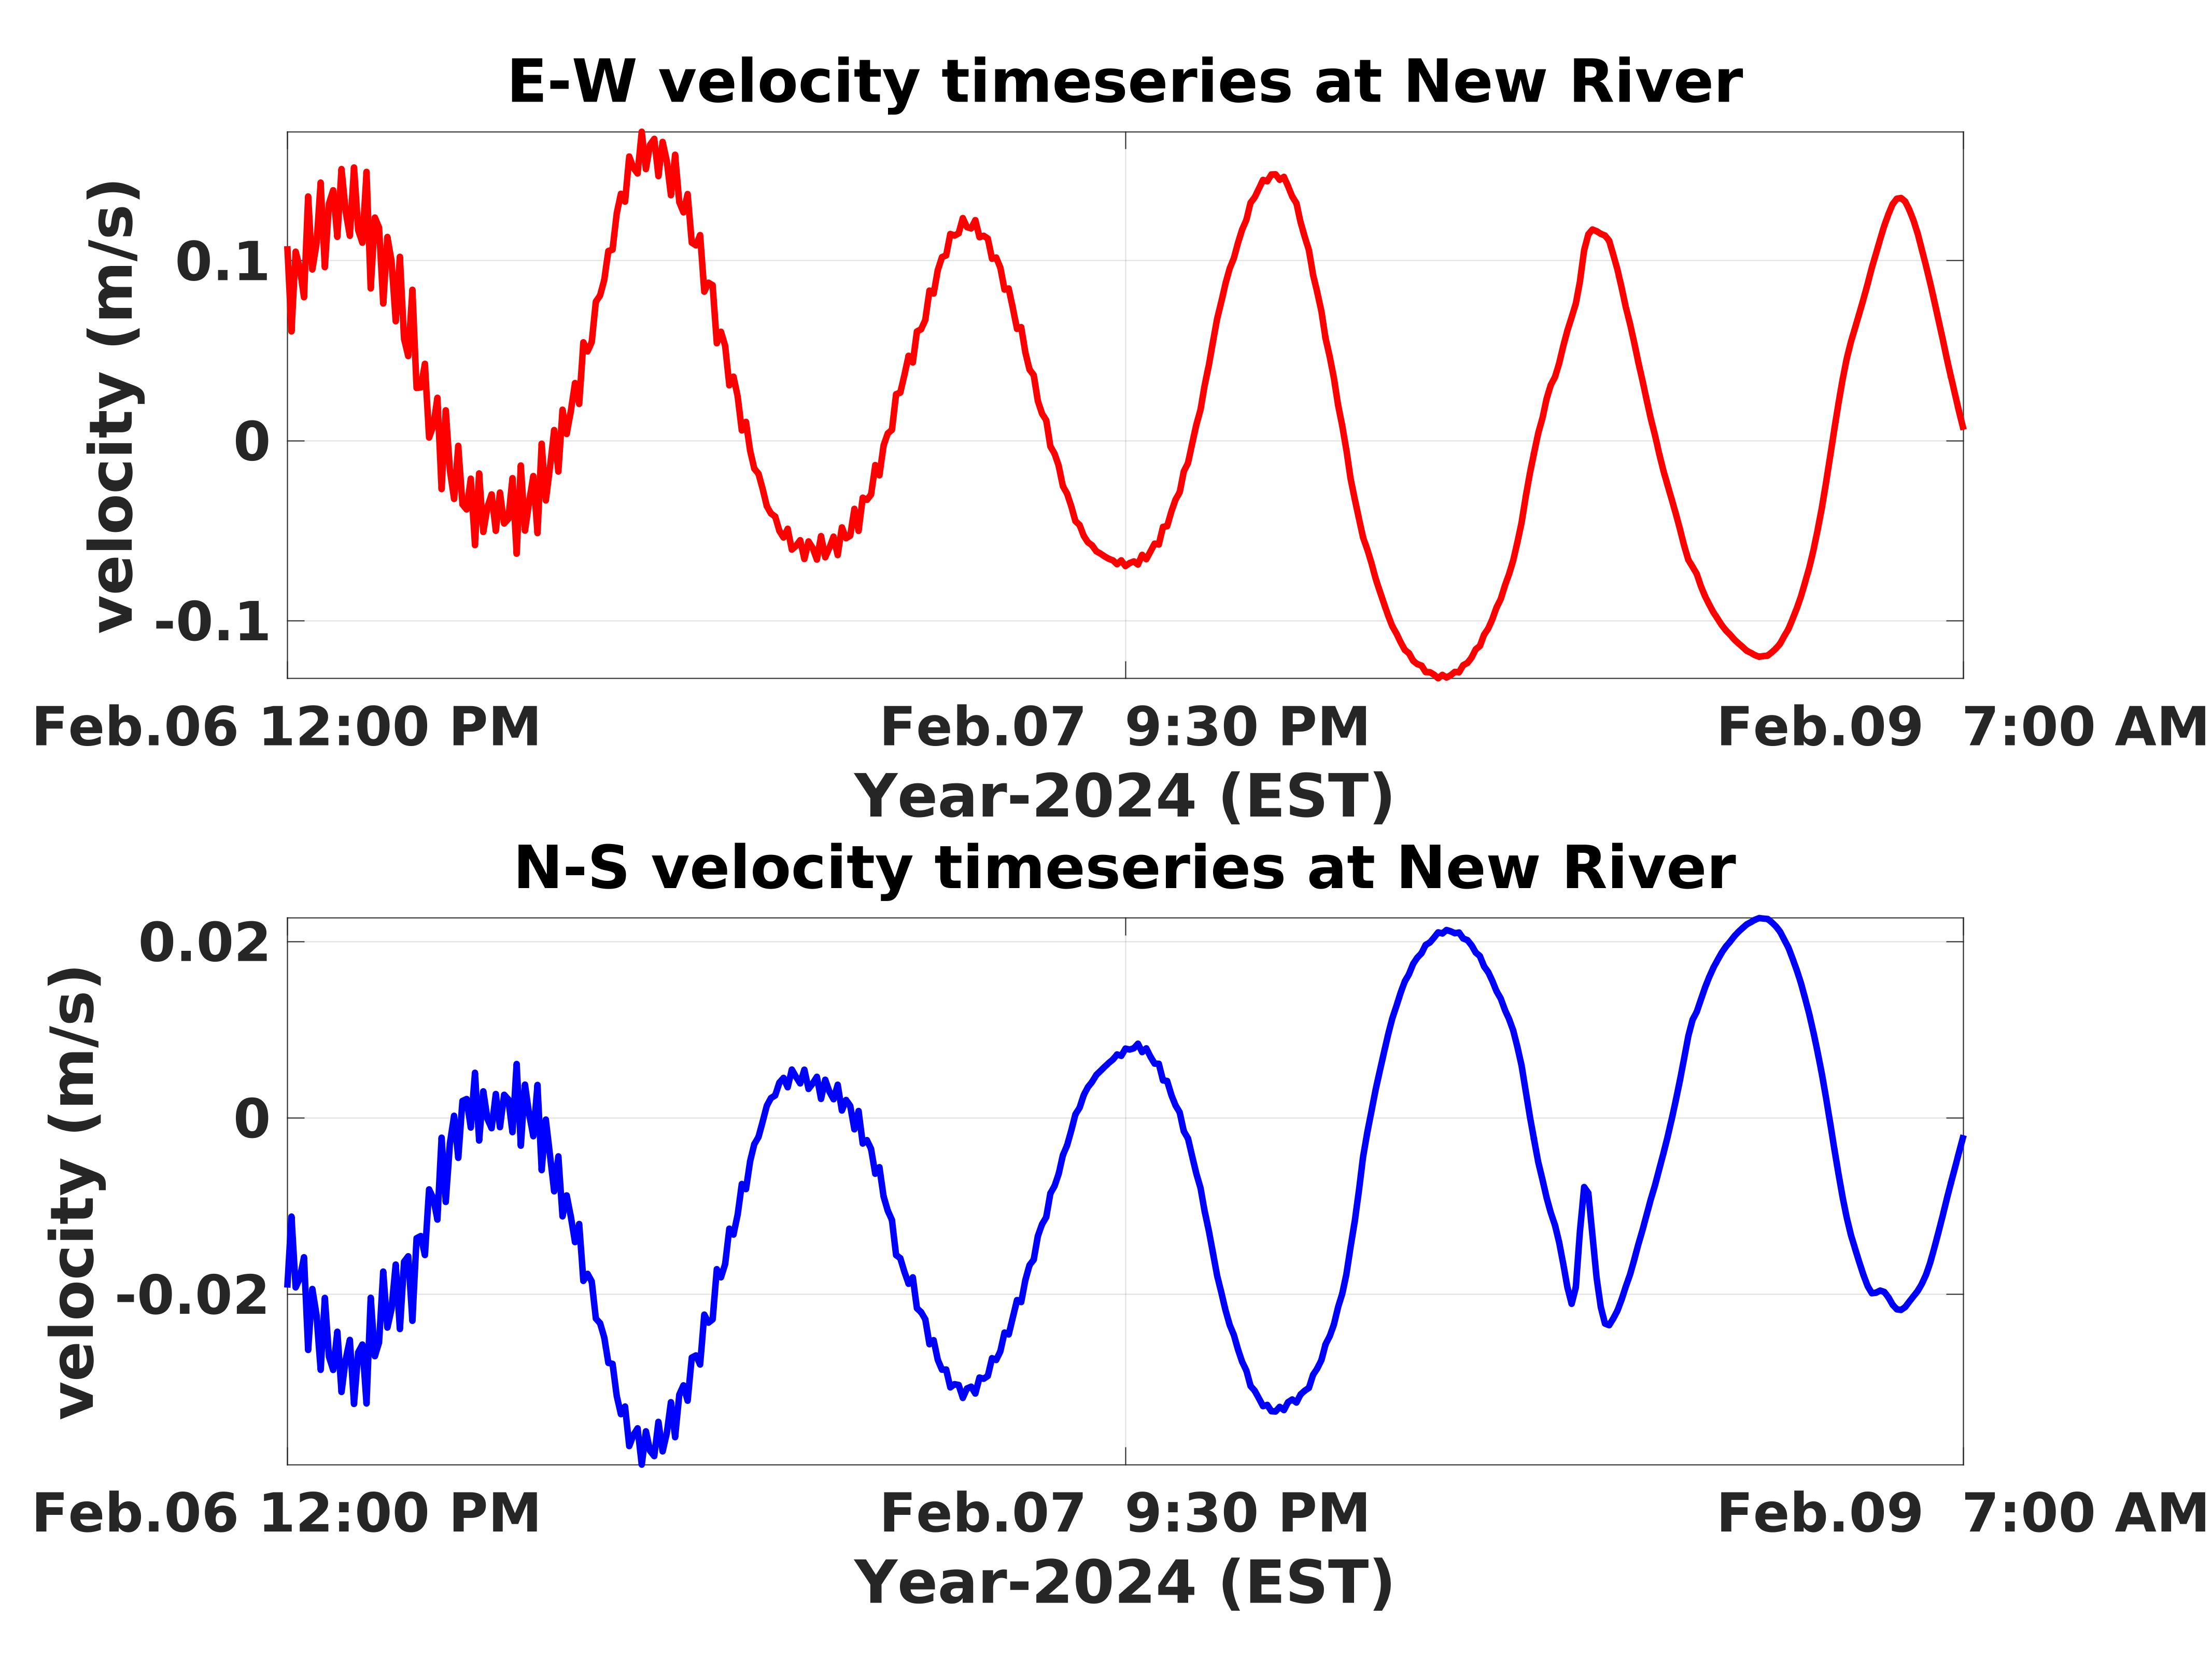 E-W velocity timeseries at New River
velocity (m/s)
0.1
0
-0.1
Feb.06 12:00 PM
Feb.07  9:30 PM
Feb.09  7:00 AM
Year-2024 (EST)
N-S velocity timeseries at New River
velocity (m/s)
0.02
0
-0.02
Feb.06 12:00 PM
Feb.07  9:30 PM
Feb.09  7:00 AM
Year-2024 (EST)